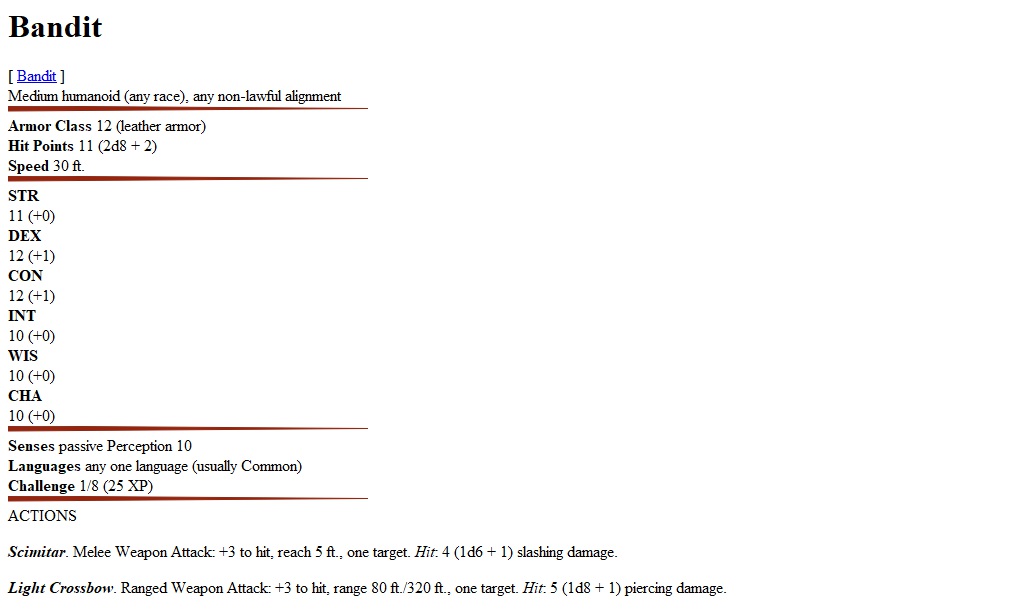 Bandit
[ Bandit ]
Medium humanoid (any race), any non-lawful alignment
Armor Class 12 (leather armor)
Hit Points 11 (2d8 + 2)
Speed 30 ft.
STR
11 (+0)
DEX
12 (+1)
CON
12 (+1)
INT
10 (+0)
WIS
10 (+0)
CHA
10 (+0)
Senses passive Perception 10
Languages any one language (usually Common)
Challenge 1/8 (25 XP)
ACTIONS
Scimitar. Melee Weapon Attack: +3 to hit, reach 5 ft., one target. Hit: 4 (1d6 + 1) slashing damage.
Light Crossbow. Ranged Weapon Attack: +3 to hit, range 80 ft./320 ft., one target. Hit: 5 (1d8 + 1) piercing damage.